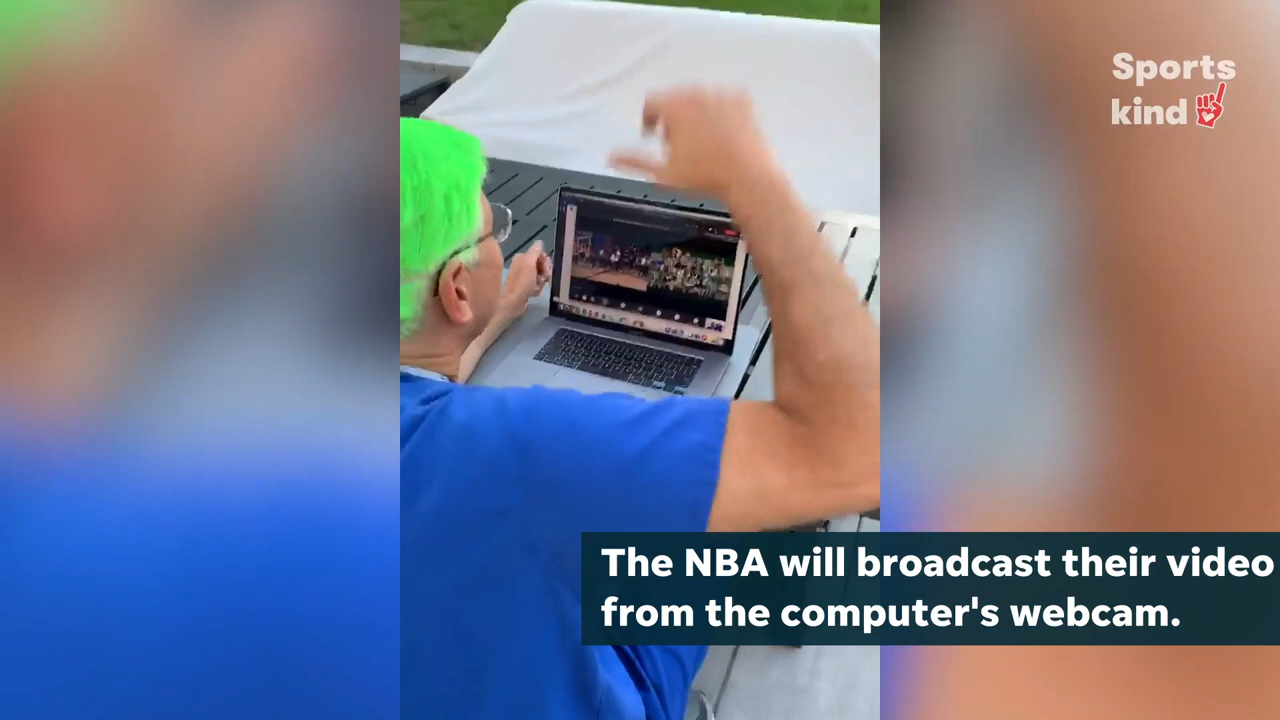 Sports
kind
The NBA will broadcast their video
from the computer's webcam.